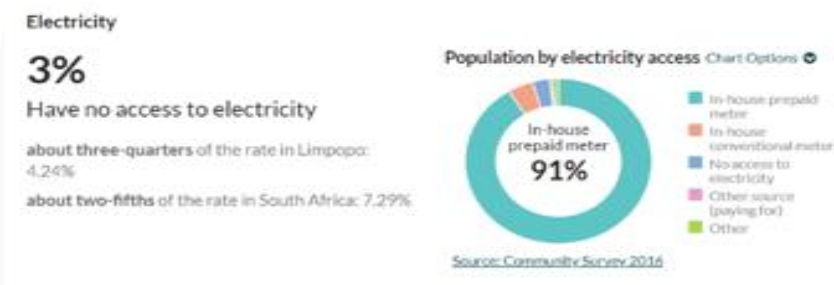 Electricity
3%
Have no access to electricity
about three-quarters of the rate in Limpopo:
4.24%
about two-fifths of the rate in South Africa: 7.29%
Population by electricity access Chart Options
In-house
prepaid meter
91%
In-house prepaid
meter
In-house
conventional meter
No access to
electricity
Other source
(paying for)
Other
Source: Community Survey 2016